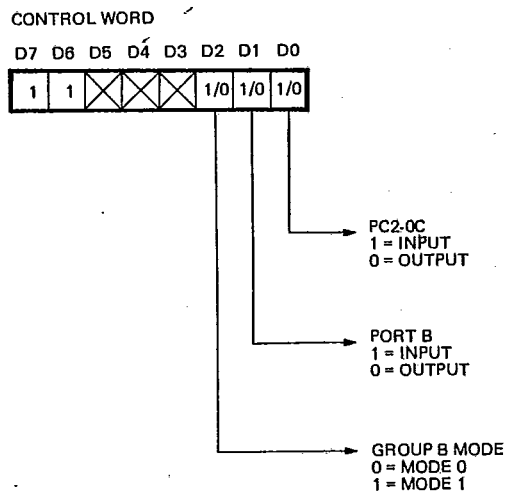 CONTROL WORD
D7 D6 D5 D4 D3 D2 D1 D0
1 1 1/0 1/0 1/0
PC2-0C
1 = INPUT
0 = OUTPUT
PORT B
1 = INPUT
0 = OUTPUT
GROUP B MODE
0 = MODE 0
1 = MODE 1